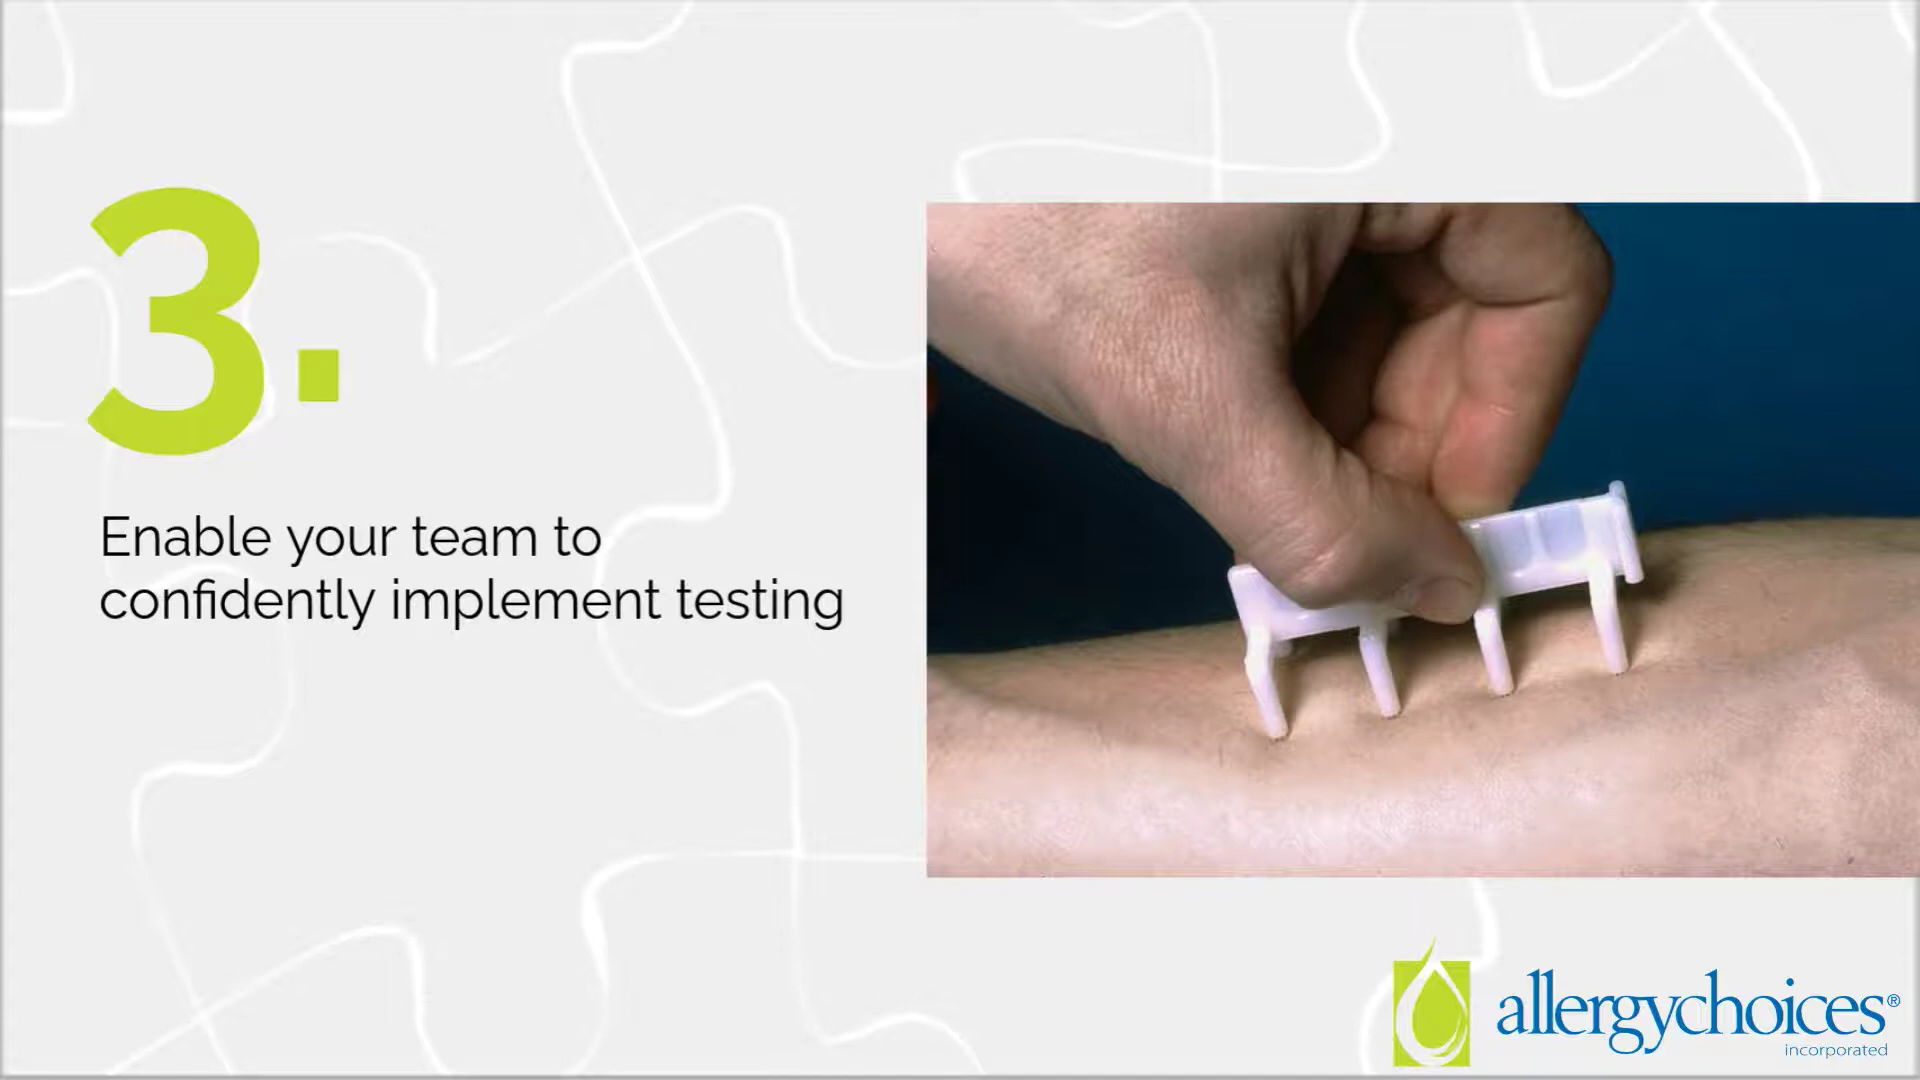 3.
Enable your team to
confidently implement testing
allergychoices®
incorporated